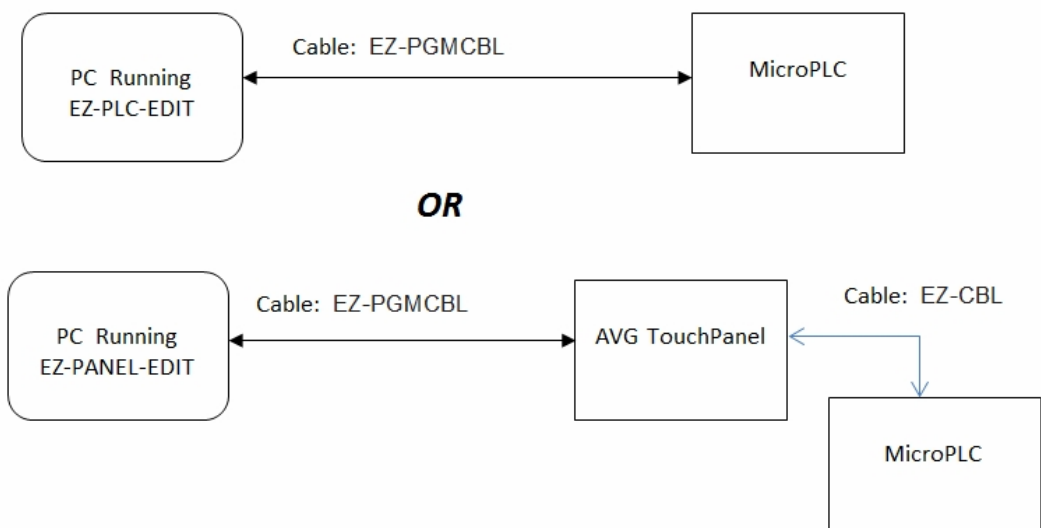 Cable: EZ-PGMCBL
PC Running
EZ-PLC-EDIT
MicroPLC
OR
Cable: EZ-PGMCBL
Cable: EZ-CBL
PC Running
EZ-PANEL-EDIT
AVG TouchPanel
MicroPLC